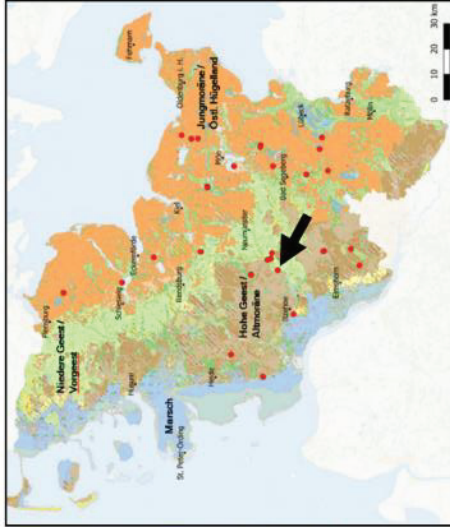 Flensburg
Niedere Geest /
Vorgeest
Schleswig
Eckernförde
Fehmarn
Husum
Kiel
Oldenburg i. H.
Rendsburg
Jungmoräne /
Östl. Hügelland
Marsch
St. Peter-Ording
Heide
Neumünster
Hohe Geest /
Altmoräne
Itzehoe
Bad Segeberg
Lübeck
Elmshorn
Ratzeburg
Mölln
0 10 20 30 km